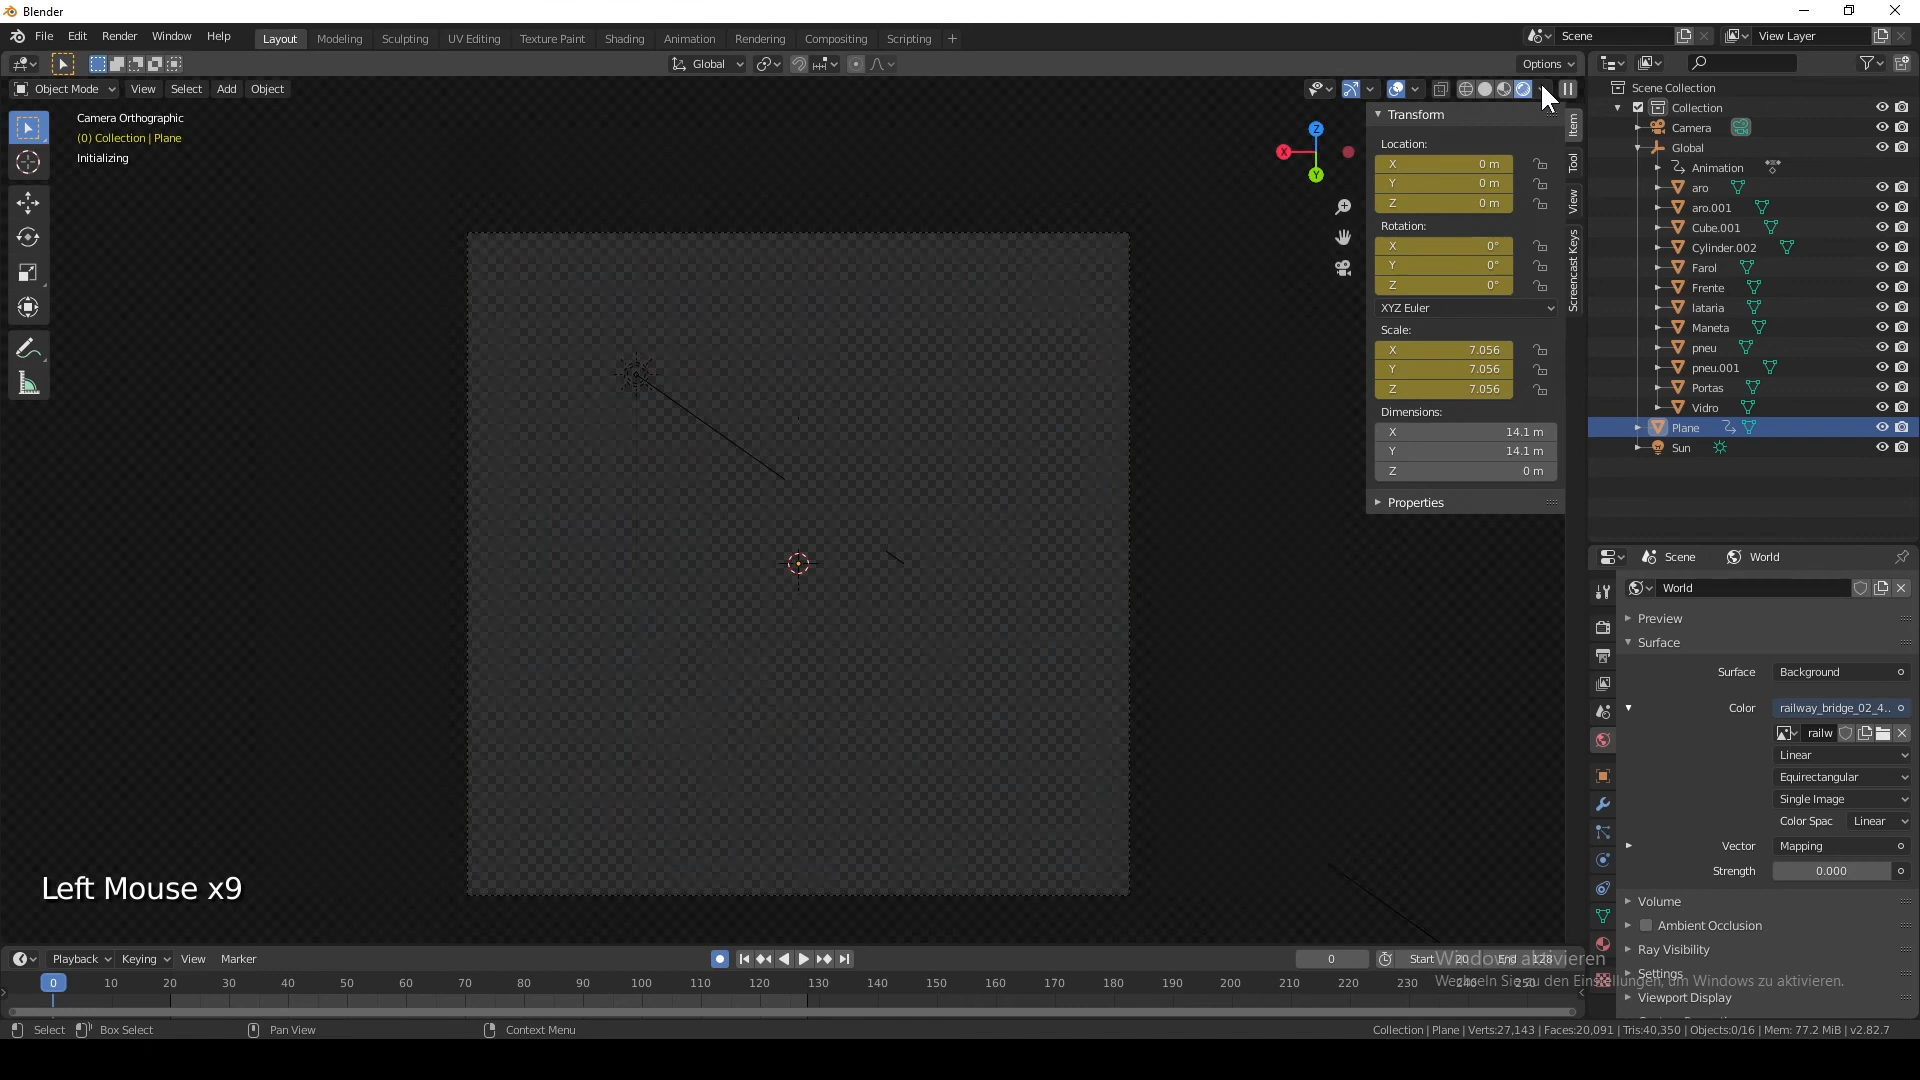 Blender
File Edit Render Window Help
Layout Modeling Sculpting UV Editing Texture Paint Shading Animation Rendering Compositing Scripting +
Scene
View Layer
Global
Options
Object Mode View Select Add Object
Camera Orthographic
(0) Collection | Plane
Initializing
Z
X
Y
Transform
Location:
X 0 m
Y 0 m
Z 0 m
Rotation:
X 0°
Y 0°
Z 0°
XYZ Euler
Scale:
X 7.056
Y 7.056
Z 7.056
Dimensions:
X 14.1 m
Y 14.1 m
Z 0 m
Properties
Item
Tool
View
Screencast Keys
Scene Collection
Collection
Camera
Global
Animation
aro
aro.001
Cube.001
Cylinder.002
Farol
Frente
lataria
Maneta
pneu
pneu.001
Portas
Vidro
Plane
Sun
Scene World
World
Preview
Surface
Surface Background
Color railway_bridge_02_4..
railw
Linear
Equirectangular
Single Image
Color Spac Linear
Vector Mapping
Strength 0.000
Volume
Ambient Occlusion
Ray Visibility
Settings
Viewport Display
Left Mouse x9
Playback Keying View Marker
0
Start 20 End 128
Windows aktivieren
Wechseln Sie zu den Einstellungen, um Windows zu aktivieren.
0 10 20 30 40 50 60 70 80 90 100 110 120 130 140 150 160 170 180 190 200 210 220 230 240 250
Select Box Select Pan View Context Menu
Collection | Plane | Verts:27,143 | Faces:20,091 | Tris:40,350 | Objects:0/16 | Mem: 77.2 MiB | v2.82.7